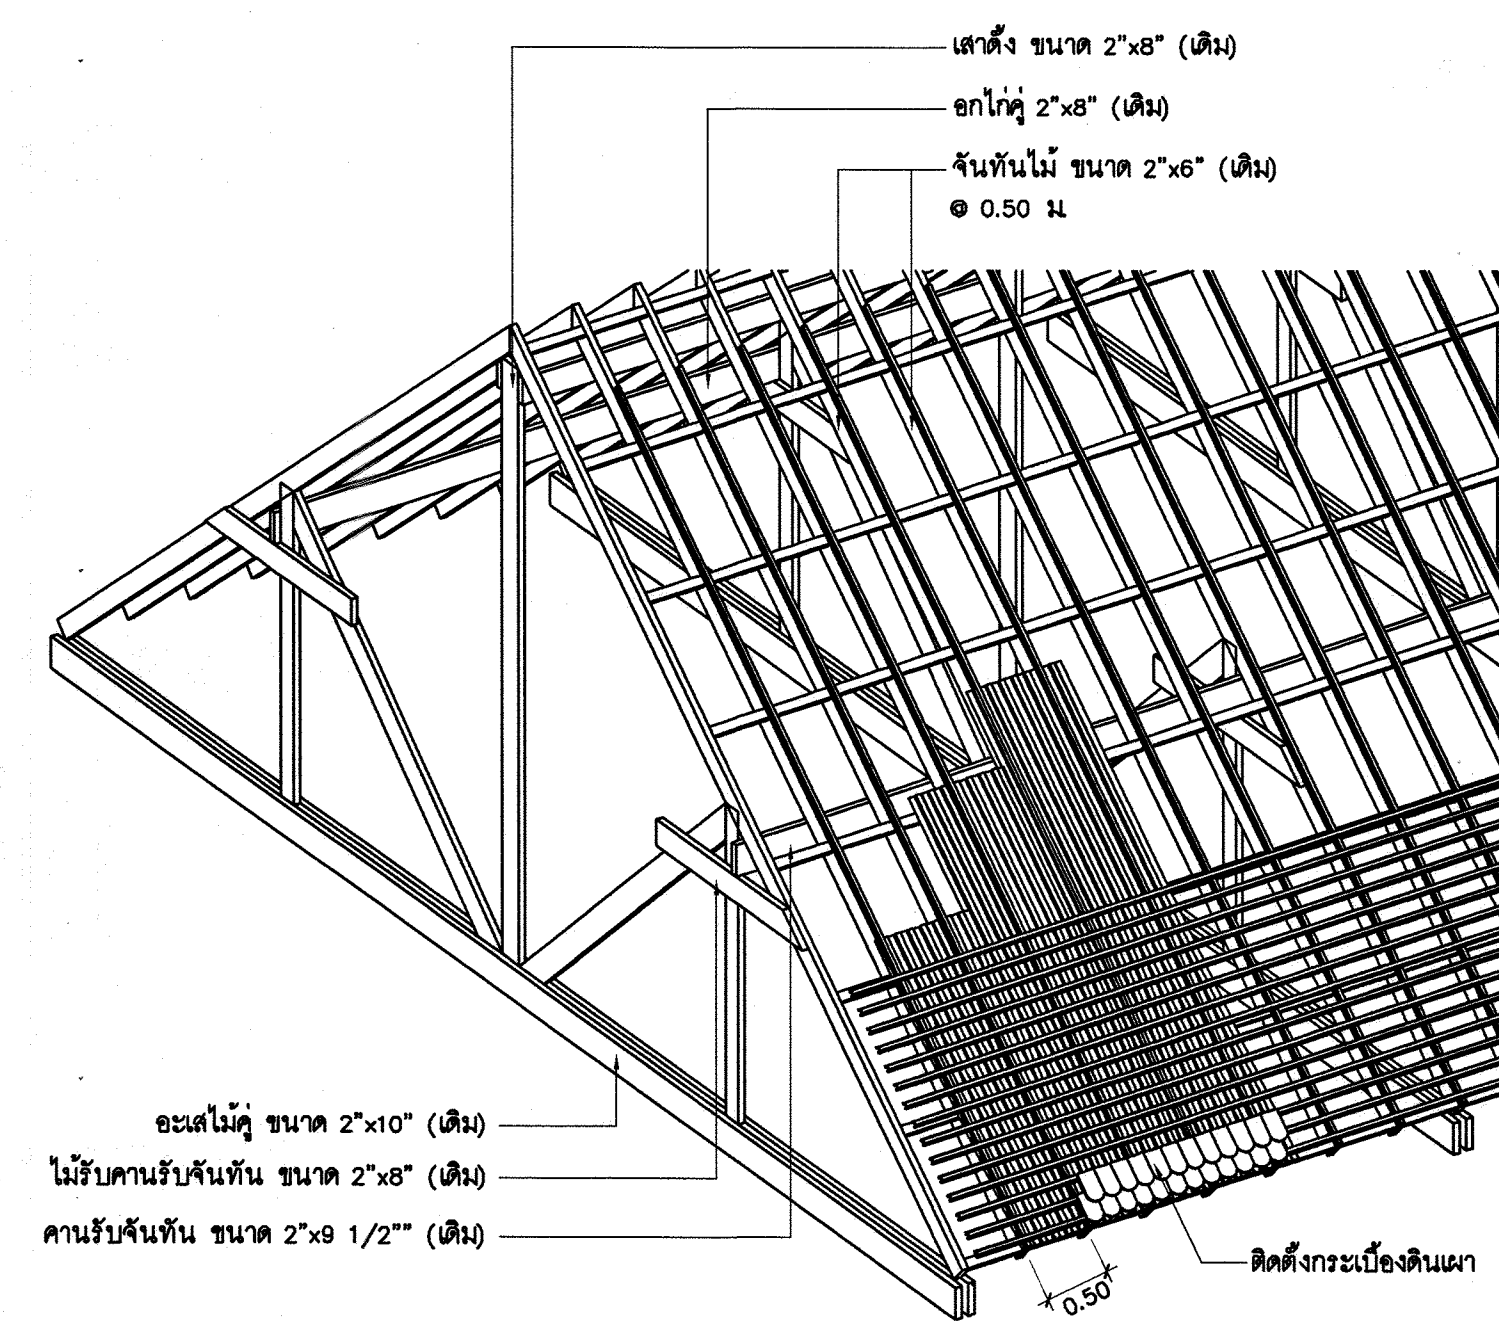 เสาดั้ง ขนาด 2"x8" (เดิม)
อกไก่คู่ 2"x8" (เดิม)
จันทันไม้ ขนาด 2"x6" (เดิม)
@ 0.50 ม.
อะเสไม้คู่ ขนาด 2"x10" (เดิม)
ไม้รับคานรับจันทัน ขนาด 2"x8" (เดิม)
คานรับจันทัน ขนาด 2"x9 1/2"" (เดิม)
ติดตั้งกระเบื้องดินเผา
0.50